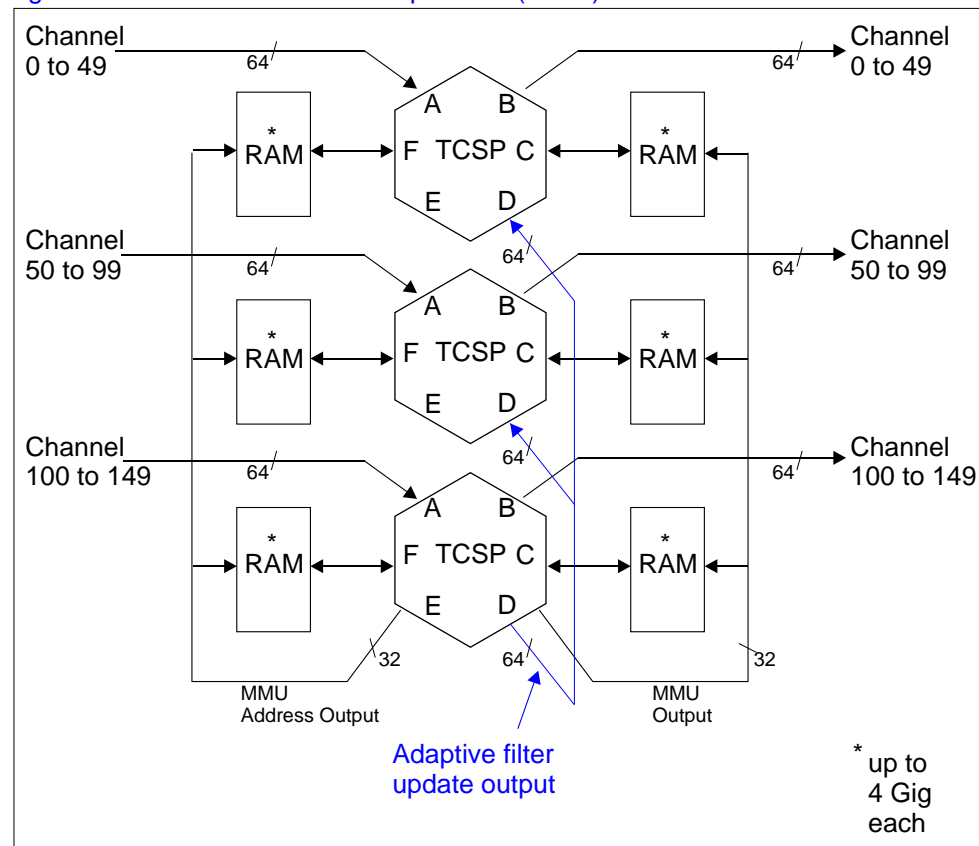 Channel
0 to 49
64
64
Channel
0 to 49
A B
*
RAM
F TCSP C
*
RAM
E D
Channel
50 to 99
64
64
64
Channel
50 to 99
A B
*
RAM
F TCSP C
*
RAM
E D
Channel
100 to 149
64
64
64
Channel
100 to 149
A B
*
RAM
F TCSP C
*
RAM
E D
32
64
32
MMU
Address Output
MMU
Output
Adaptive filter
update output
* up to
4 Gig
each